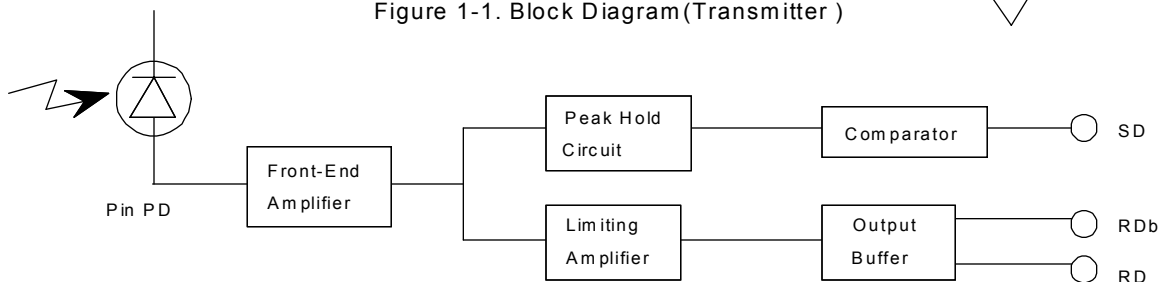 Figure 1-1. Block Diagram(Transmitter )
Peak Hold
Circuit
Comparator
SD
Front-End
Amplifier
Pin PD
Limiting
Amplifier
Output
Buffer
RDb
RD